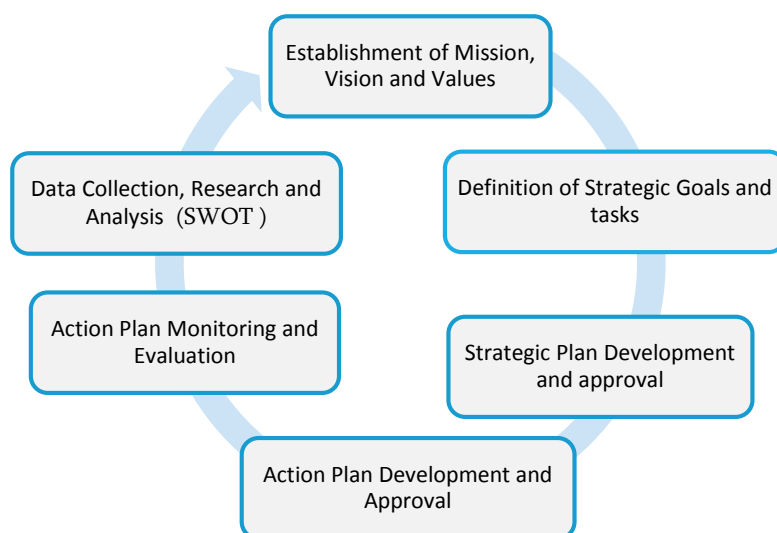 Establishment of Mission,
Vision and Values
Definition of Strategic Goals and
tasks
Strategic Plan Development
and approval
Action Plan Development and
Approval
Action Plan Monitoring and
Evaluation
Data Collection, Research and
Analysis (SWOT )